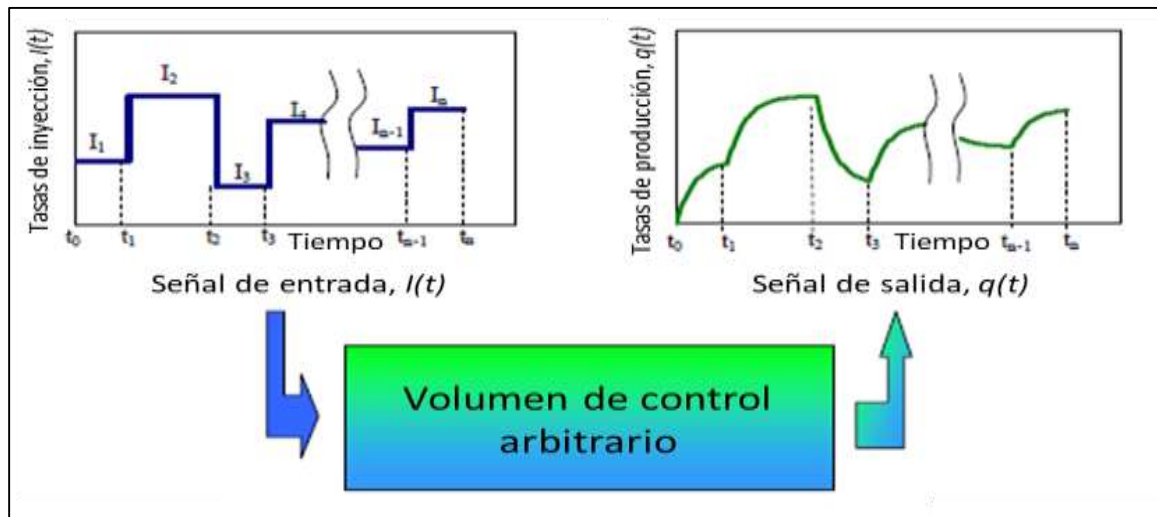 Tasas de inyección, I(t)
I₁
I₂
I₃
I₄
Iₙ₋₁
Iₙ
t₀
t₁
t₂
t₃
Tiempo
tₙ₋₁
tₙ
Señal de entrada, I(t)
Tasas de producción, q(t)
t₀
t₁
t₂
t₃
Tiempo
tₙ₋₁
tₙ
Señal de salida, q(t)
Volumen de control
arbitrario